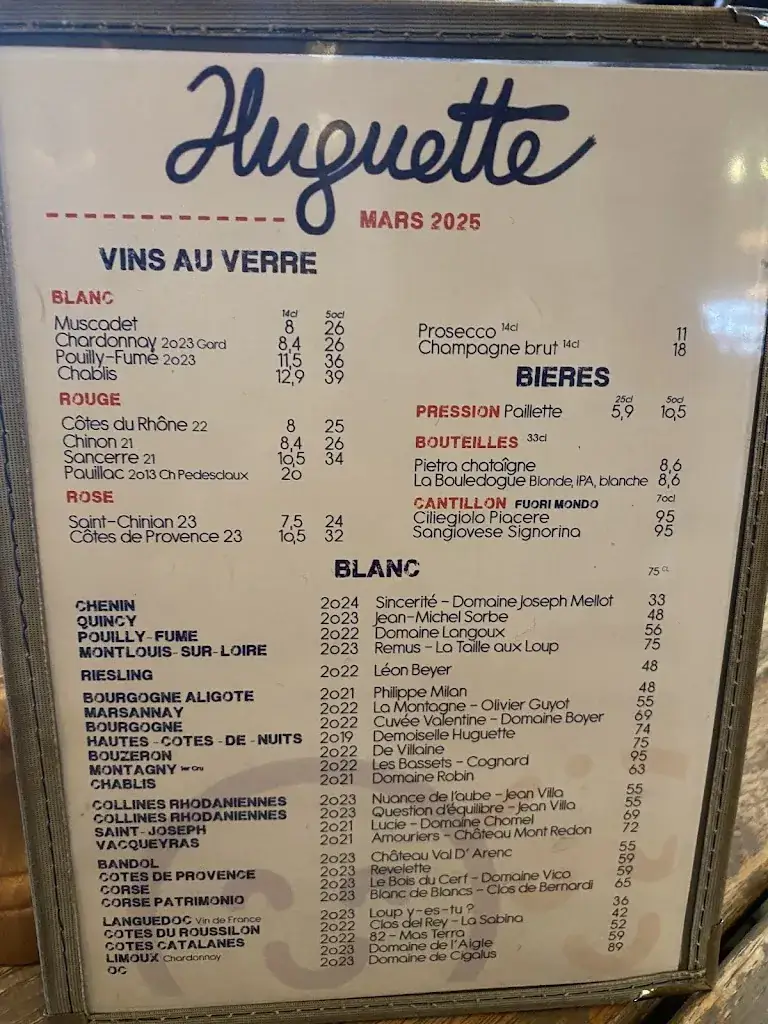 Huguette
MARS 2025
VINS AU VERRE
BLANC
14cl 50cl
Muscadet 8 26
Chardonnay 2023 Gard 8,4 26
Pouilly-Fumé 2023 11,5 36
Chablis 12,9 39
ROUGE
Côtes du Rhône 22 8 25
Chinon 21 8,4 26
Sancerre 21 10,5 34
Pauillac 2013 Ch Pedesclaux 20
ROSE
Saint-Chinian 23 7,5 24
Côtes de Provence 23 10,5 32
Prosecco 14cl 11
Champagne brut 14cl 18
BIERES
25cl 50cl
PRESSION Paillette 5,9 10,5
BOUTEILLES 33cl
Pietra chataîgne 8,6
La Bouledogue Blonde, IPA, blanche 8,6
CANTILLON FUORI MONDO 70cl
Ciliegiolo Piacere 95
Sangiovese Signorina 95
BLANC 75 CL
CHENIN 2024 Sincerité - Domaine Joseph Mellot 33
QUINCY 2023 Jean-Michel Sorbe 48
POUILLY-FUME 2022 Domaine Langoux 56
MONTLOUIS-SUR-LOIRE 2023 Remus - La Taille aux Loup 75
RIESLING 2022 Léon Beyer 48
BOURGOGNE ALIGOTE 2021 Philippe Milan 48
MARSANNAY 2022 La Montagne - Olivier Guyot 55
BOURGOGNE 2022 Cuvée Valentine - Domaine Boyer 69
HAUTES-COTES-DE-NUITS 2019 Demoiselle Huguette 74
BOUZERON 2022 De Villaine 75
MONTAGNY 1er Cru 2022 Les Bassets - Cognard 95
CHABLIS 2021 Domaine Robin 63
COLLINES RHODANIENNES 2023 Nuance de l'aube - Jean Villa 55
COLLINES RHODANIENNES 2023 Question d'équilibre - Jean Villa 55
SAINT-JOSEPH 2021 Lucie - Domaine Chomel 69
VACQUEYRAS 2021 Amouriers - Château Mont Redon 72
BANDOL 2023 Château Val D'Arenc 55
COTES DE PROVENCE 2023 Revelette 59
CORSE 2023 Le Bois du Cerf - Domaine Vico 59
CORSE PATRIMONIO 2023 Blanc de Blancs - Clos de Bernardi 65
LANGUEDOC Vin de France 2023 Loup y-es-tu ? 36
COTES DU ROUSSILLON 2022 Clos del Rey - La Sabina 42
COTES CATALANES 2022 82 - Mas Terra 52
LIMOUX Chardonnay 2023 Domaine de l'Aigle 59
OC 2023 Domaine de Cigalus 89